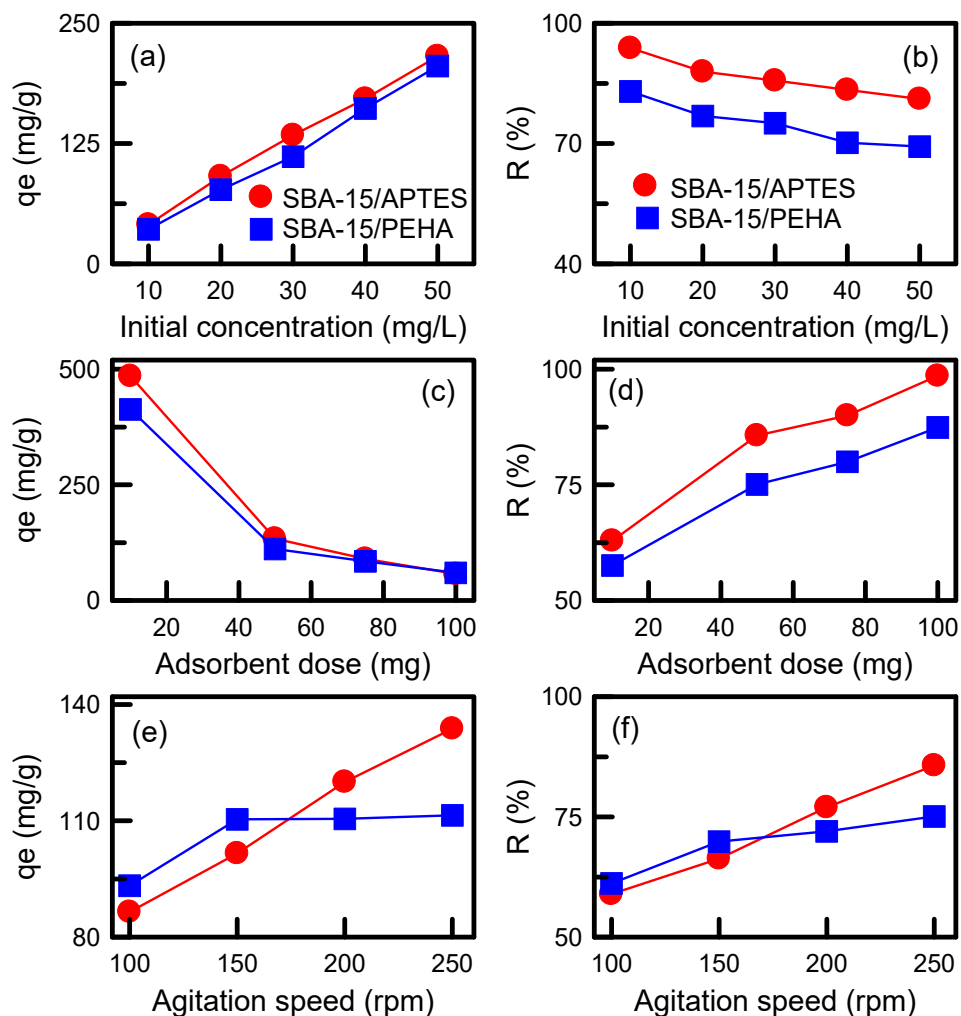 250
(a)
qe (mg/g)
125
SBA-15/APTES
SBA-15/PEHA
0
10 20 30 40 50
Initial concentration (mg/L)
100
(b)
R (%)
70
SBA-15/APTES
SBA-15/PEHA
40
10 20 30 40 50
Initial concentration (mg/L)
500
(c)
qe (mg/g)
250
0
20 40 60 80 100
Adsorbent dose (mg)
100
(d)
R (%)
75
50
20 40 60 80 100
Adsorbent dose (mg)
140
(e)
qe (mg/g)
110
80
100 150 200 250
Agitation speed (rpm)
100
(f)
R (%)
75
50
100 150 200 250
Agitation speed (rpm)